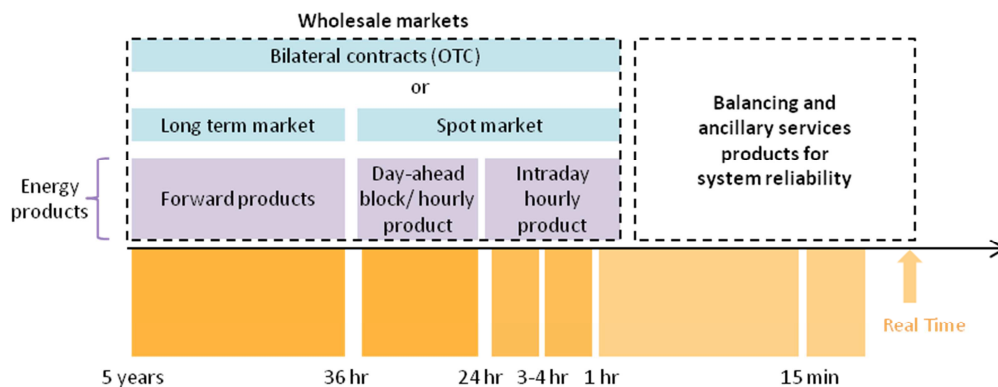 Wholesale markets
Bilateral contracts (OTC)
or
Long term market
Spot market
Energy
products
Forward products
Day-ahead
block/ hourly
product
Intraday
hourly
product
Balancing and
ancillary services
products for
system reliability
Real Time
5 years
36 hr
24 hr
3-4 hr
1 hr
15 min